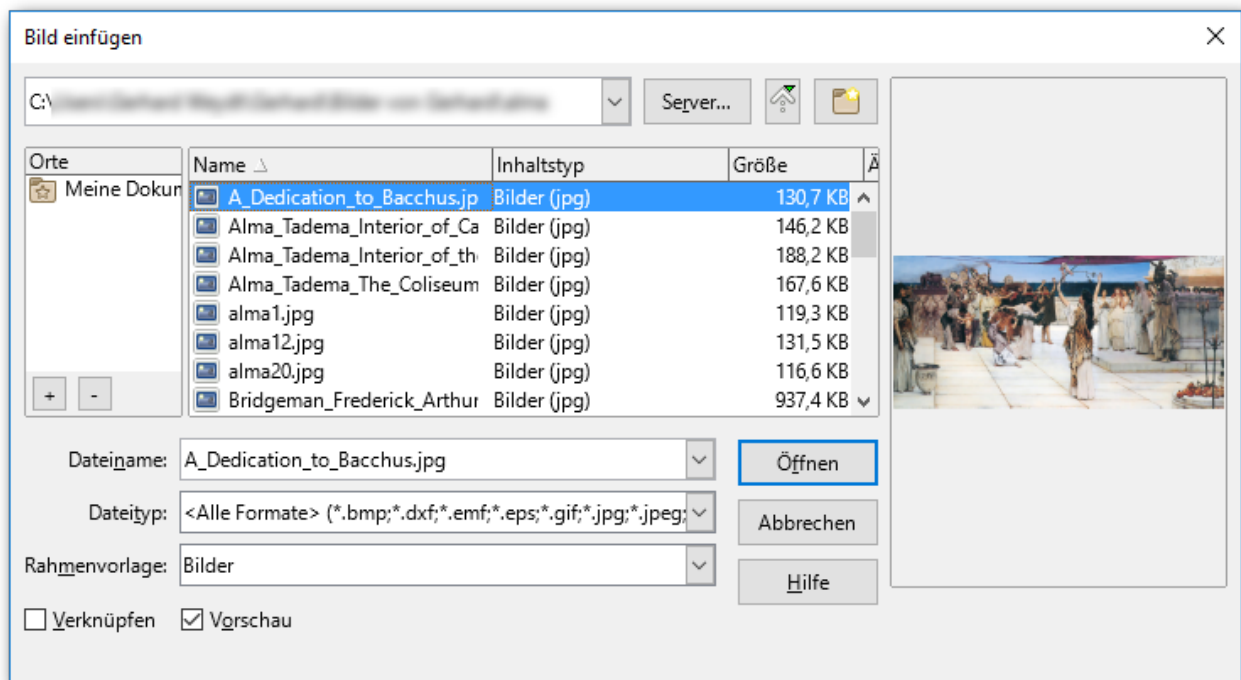 Bild einfügen
C:\
Server...
Orte
Meine Dokun
+ -
Name Inhaltstyp Größe Ä
A_Dedication_to_Bacchus.jp Bilder (jpg) 130,7 KB
Alma_Tadema_Interior_of_Ca Bilder (jpg) 146,2 KB
Alma_Tadema_Interior_of_th Bilder (jpg) 188,2 KB
Alma_Tadema_The_Coliseum Bilder (jpg) 167,6 KB
alma1.jpg Bilder (jpg) 119,3 KB
alma12.jpg Bilder (jpg) 131,5 KB
alma20.jpg Bilder (jpg) 116,6 KB
Bridgeman_Frederick_Arthur Bilder (jpg) 937,4 KB
Dateiname: A_Dedication_to_Bacchus.jpg Öffnen
Dateityp: <Alle Formate> (*.bmp;*.dxf;*.emf;*.eps;*.gif;*.jpg;*.jpeg; Abbrechen
Rahmenvorlage: Bilder Hilfe
Verknüpfen Vorschau